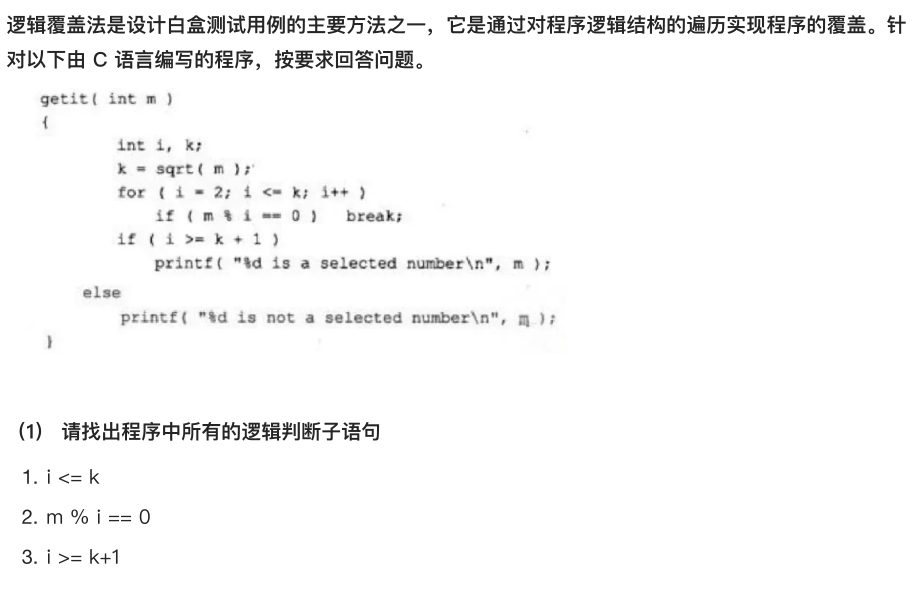 逻辑覆盖法是设计白盒测试用例的主要方法之一，它是通过对程序逻辑结构的遍历实现程序的覆盖。针
对以下由 C 语言编写的程序，按要求回答问题。
getit( int m )
{
int i, k;
k = sqrt( m );
for ( i = 2; i <= k; i++ )
if ( m % i == 0 ) break;
if ( i >= k + 1 )
printf( "%d is a selected number\n", m );
else
printf( "%d is not a selected number\n", m );
}
（1） 请找出程序中所有的逻辑判断子语句
1. i <= k
2. m % i == 0
3. i >= k+1